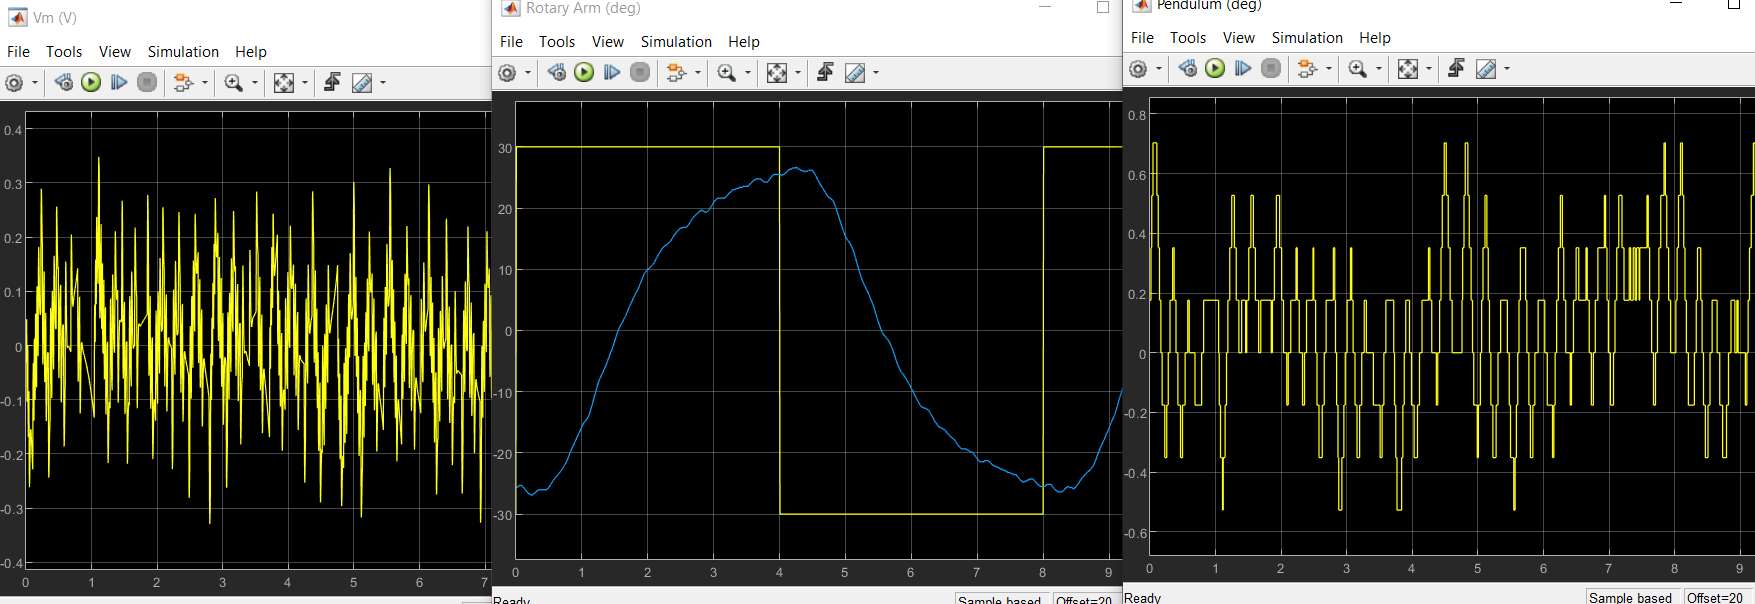 Vm (V)
File Tools View Simulation Help
0.4
0.3
0.2
0.1
0
-0.1
-0.2
-0.3
-0.4
0 1 2 3 4 5 6 7
Rotary Arm (deg)
File Tools View Simulation Help
30
20
10
0
-10
-20
-30
0 1 2 3 4 5 6 7 8 9
Ready Sample based Offset=20
Pendulum (deg)
File Tools View Simulation Help
0.8
0.6
0.4
0.2
0
-0.2
-0.4
-0.6
0 1 2 3 4 5 6 7 8 9
Ready Sample based Offset=20